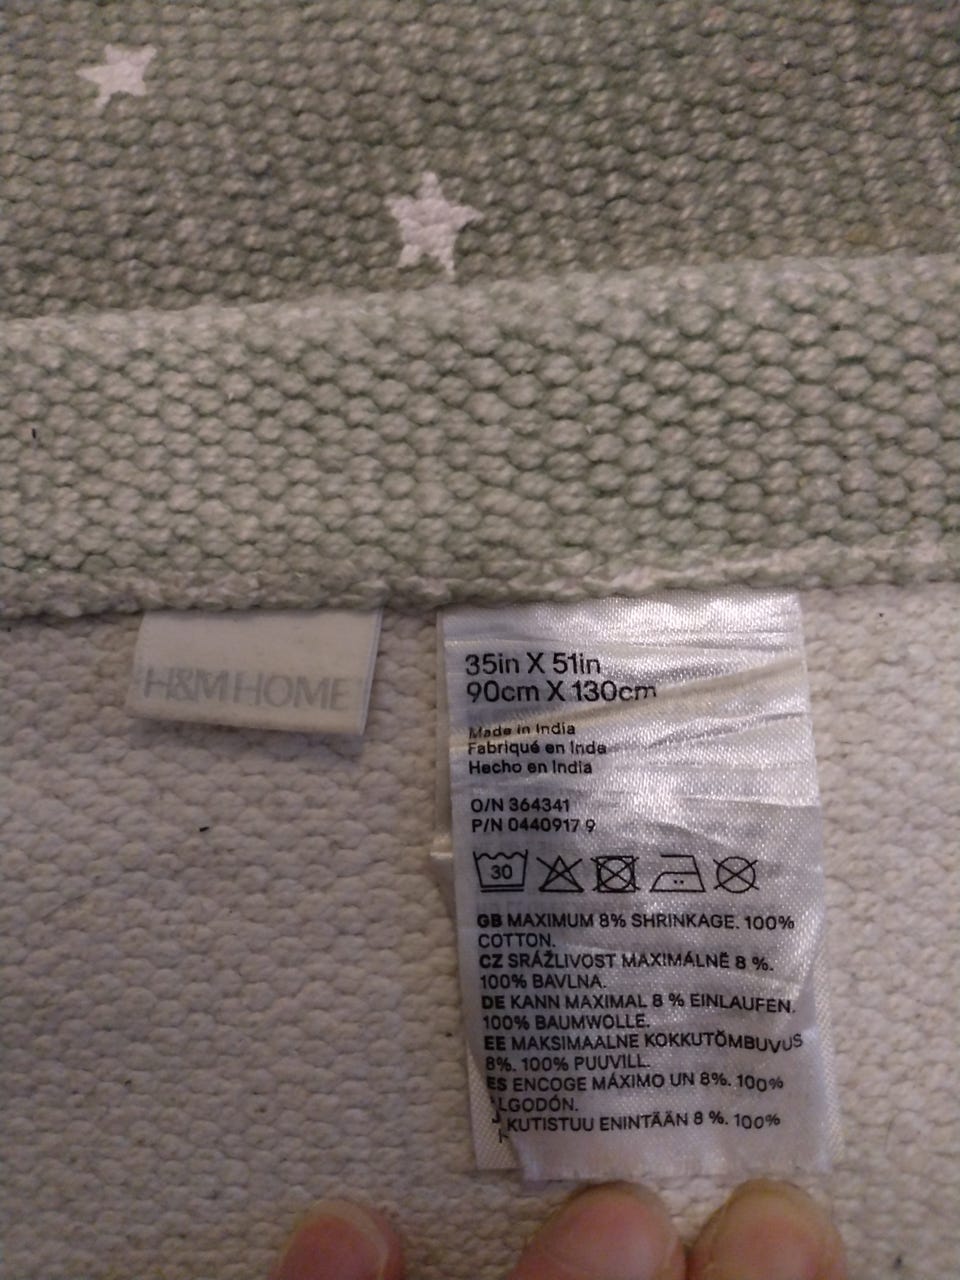 H&M HOME
35in X 51in
90cm X 130cm
Made in India
Fabriqué en Inde
Hecho en India
O/N 364341
P/N 0440917 9
30
GB MAXIMUM 8% SHRINKAGE. 100%
COTTON.
CZ SRÁŽLIVOST MAXIMÁLNĚ 8 %.
100% BAVLNA.
DE KANN MAXIMAL 8 % EINLAUFEN.
100% BAUMWOLLE.
EE MAKSIMAALNE KOKKUTÕMBUVUS
8%. 100% PUUVILL.
ES ENCOGE MÁXIMO UN 8%. 100%
ALGODÓN.
KUTISTUU ENINTÄÄN 8 %. 100%